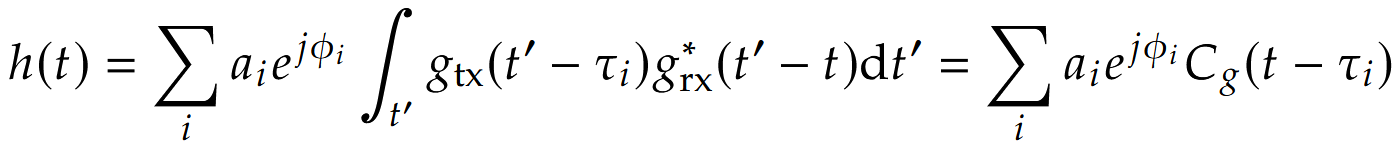 h(t) = ∑_i a_i e^{jϕ_i} ∫_{t′} g_tx(t′ − τ_i) g*_rx(t′ − t) dt′ = ∑_i a_i e^{jϕ_i} C_g(t − τ_i)